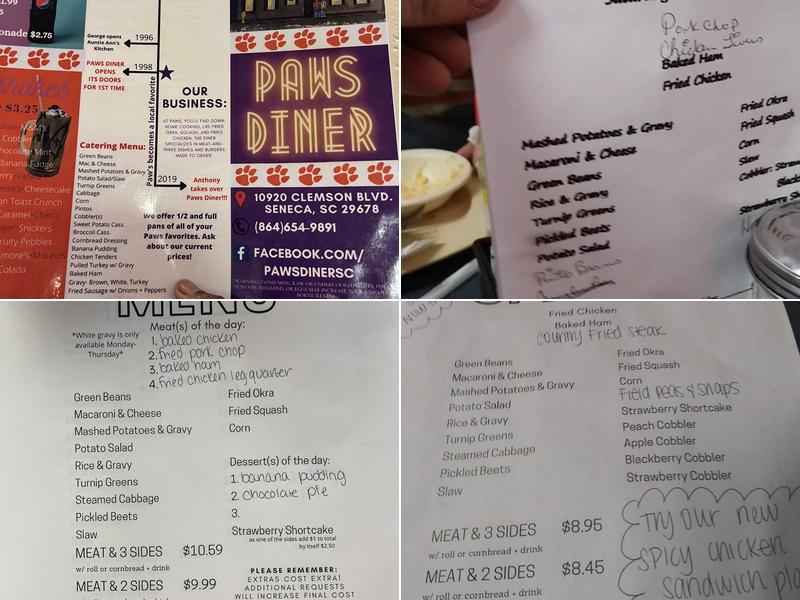 $2.75
George opens
Auntie Ann's
Kitchen
1996
PAWS DINER
OPENS
ITS DOORS
FOR 1ST TIME
1998
Paw's becomes a local favorite
2019
Anthony
takes over
Paws Diner!!!
OUR
BUSINESS:
AT PAWS, YOU'LL FIND DOWN-
HOME COOKING, LIKE FRIED
OKRA, SQUASH, AND FRIED
CHICKEN. THE DINER
SPECIALIZES IN MEAT-AND-
THREE DISHES AND BURGERS
MADE TO ORDER.
We offer 1/2 and full
pans of all of your
Paws favorites. Ask
about our current
prices!
Catering Menu:
Green Beans
Mac & Cheese
Mashed Potatoes & Gravy
Potato Salad/Slaw
Turnip Greens
Cabbage
Corn
Pintos
Cobbler(s)
Sweet Potato Cass.
Broccoli Cass.
Cornbread Dressing
Banana Pudding
Chicken Tenders
Pulled Turkey w/ Gravy
Baked Ham
Gravy- Brown, White, Turkey
Fried Sausage w/ Onions + Peppers
$3.25
M&M's
Banana Fudge
Cheesecake
Toast Crunch
Caramel
Snickers
Pebbles
Mounds
Colada
PAWS
DINER
10920 CLEMSON BLVD.
SENECA, SC 29678
(864)654-9891
FACEBOOK.COM/
PAWSDINERSC
Pork Chop
Chicken Livers
Baked Ham
Fried Chicken
Mashed Potatoes & Gravy
Macaroni & Cheese
Green Beans
Rice & Gravy
Turnip Greens
Pickled Beets
Potato Salad
Pinto Beans
Fried Okra
Fried Squash
Corn
Slaw
Cobbler: Straw
Black
Strawberry Sh
MENU
*White gravy is only
available Monday-
Thursday*
Meat(s) of the day:
1. baked chicken
2. fried pork chop
3. baked ham
4. fried chicken leg quarter
Green Beans
Macaroni & Cheese
Mashed Potatoes & Gravy
Potato Salad
Rice & Gravy
Turnip Greens
Steamed Cabbage
Pickled Beets
Slaw
Fried Okra
Fried Squash
Corn
Dessert(s) of the day:
1. banana pudding
2. chocolate pie
3.
Strawberry Shortcake
as one of the sides add $1 to total
by itself $2.50
MEAT & 3 SIDES $10.59
w/ roll or cornbread + drink
MEAT & 2 SIDES $9.99
PLEASE REMEMBER:
EXTRAS COST EXTRA!
ADDITIONAL REQUESTS
WILL INCREASE FINAL COST
Fried Chicken
Baked Ham
country fried steak
Green Beans
Macaroni & Cheese
Mashed Potatoes & Gravy
Potato Salad
Rice & Gravy
Turnip Greens
Steamed Cabbage
Pickled Beets
Slaw
Fried Okra
Fried Squash
Corn
Field peas & snaps
Strawberry Shortcake
Peach Cobbler
Apple Cobbler
Blackberry Cobbler
Strawberry Cobbler
MEAT & 3 SIDES $8.95
w/ roll or cornbread + drink
MEAT & 2 SIDES $8.45
w/ roll or cornbread + drink
Try our new
spicy chicken
sandwich pla